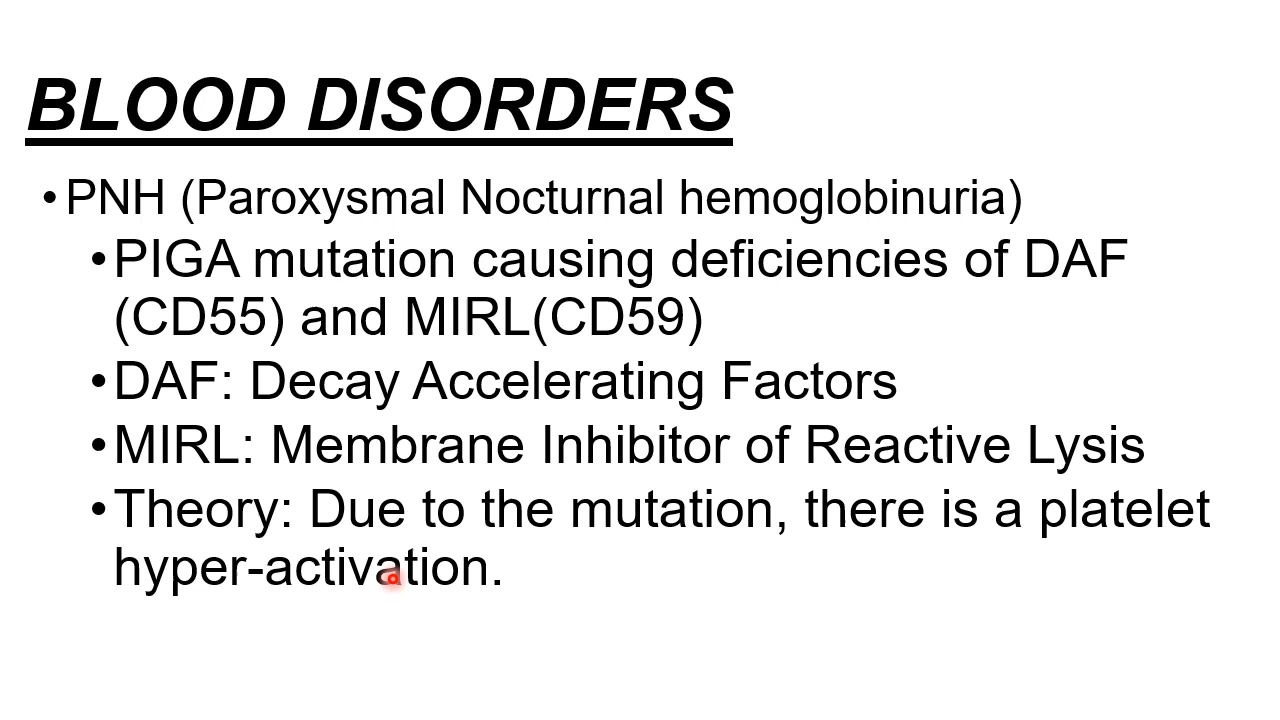 BLOOD DISORDERS
•PNH (Paroxysmal Nocturnal hemoglobinuria)
•PIGA mutation causing deficiencies of DAF
(CD55) and MIRL(CD59)
•DAF: Decay Accelerating Factors
•MIRL: Membrane Inhibitor of Reactive Lysis
•Theory: Due to the mutation, there is a platelet
hyper-activation.